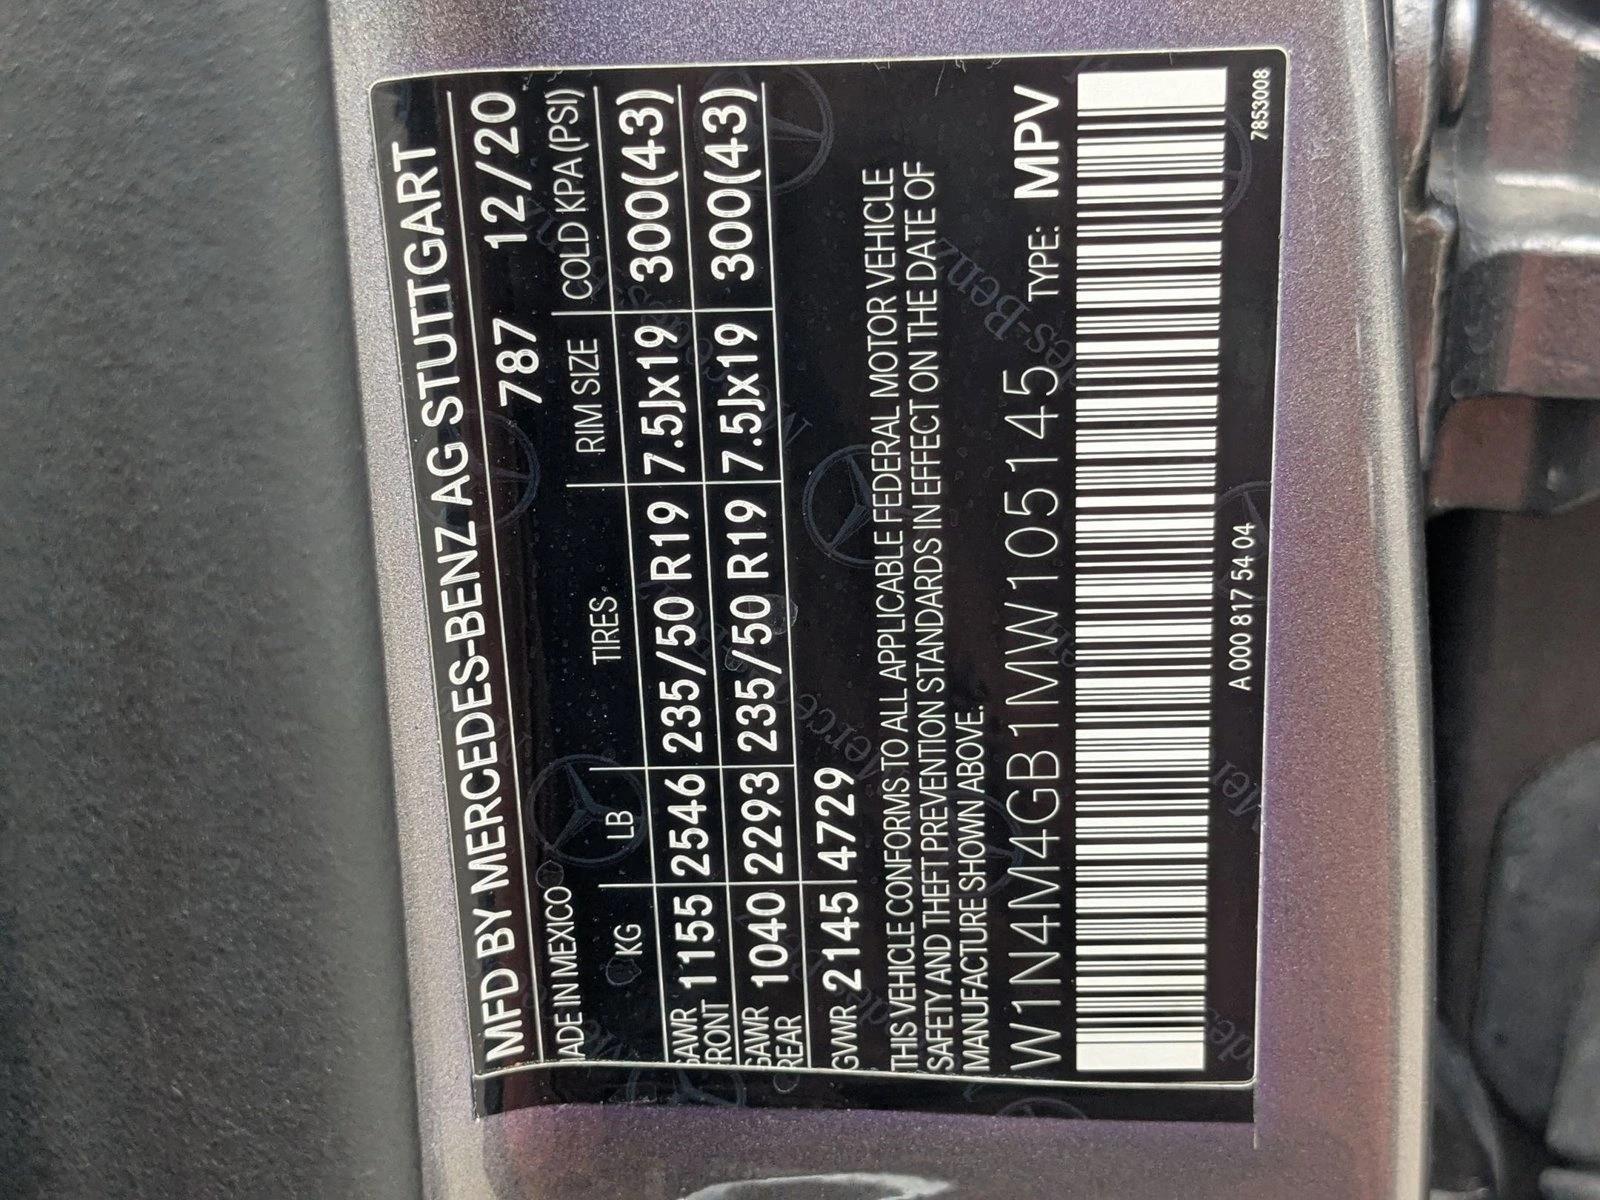 MFD BY MERCEDES-BENZ AG STUTTGART
MADE IN MEXICO 787 12/20
KG LB TIRES RIM SIZE COLD KPA(PSI)
GAWR FRONT 1155 2546 235/50 R19 7.5Jx19 300(43)
GAWR REAR 1040 2293 235/50 R19 7.5Jx19 300(43)
GVWR 2145 4729
THIS VEHICLE CONFORMS TO ALL APPLICABLE FEDERAL MOTOR VEHICLE
SAFETY AND THEFT PREVENTION STANDARDS IN EFFECT ON THE DATE OF
MANUFACTURE SHOWN ABOVE.
W1N4M4GB1MW105145 TYPE: MPV
A 000 817 54 04 7853008